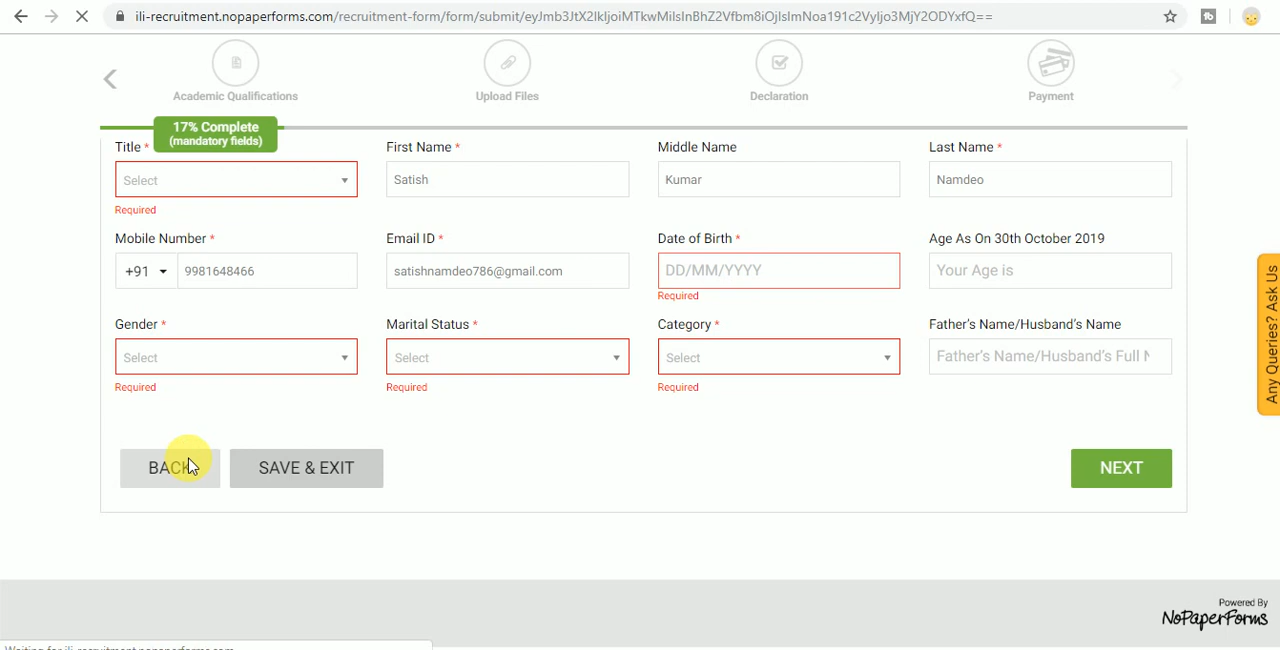 ili-recruitment.nopaperforms.com/recruitment-form/form/submit/
Academic Qualifications Upload Files Declaration Payment
17% Complete
(mandatory fields)
Title * First Name * Middle Name Last Name *
Select Satish Kumar Namdeo
Required
Mobile Number * Email ID * Date of Birth * Age As On 30th October 2019
+91 9981648466 satishnamdeo786@gmail.com DD/MM/YYYY Your Age is
Required
Gender * Marital Status * Category * Father's Name/Husband's Name
Select Select Select Father's Name/Husband's Full
Required Required Required
BACK SAVE & EXIT NEXT
Any Queries? Ask Us
Powered By
NoPaperForms